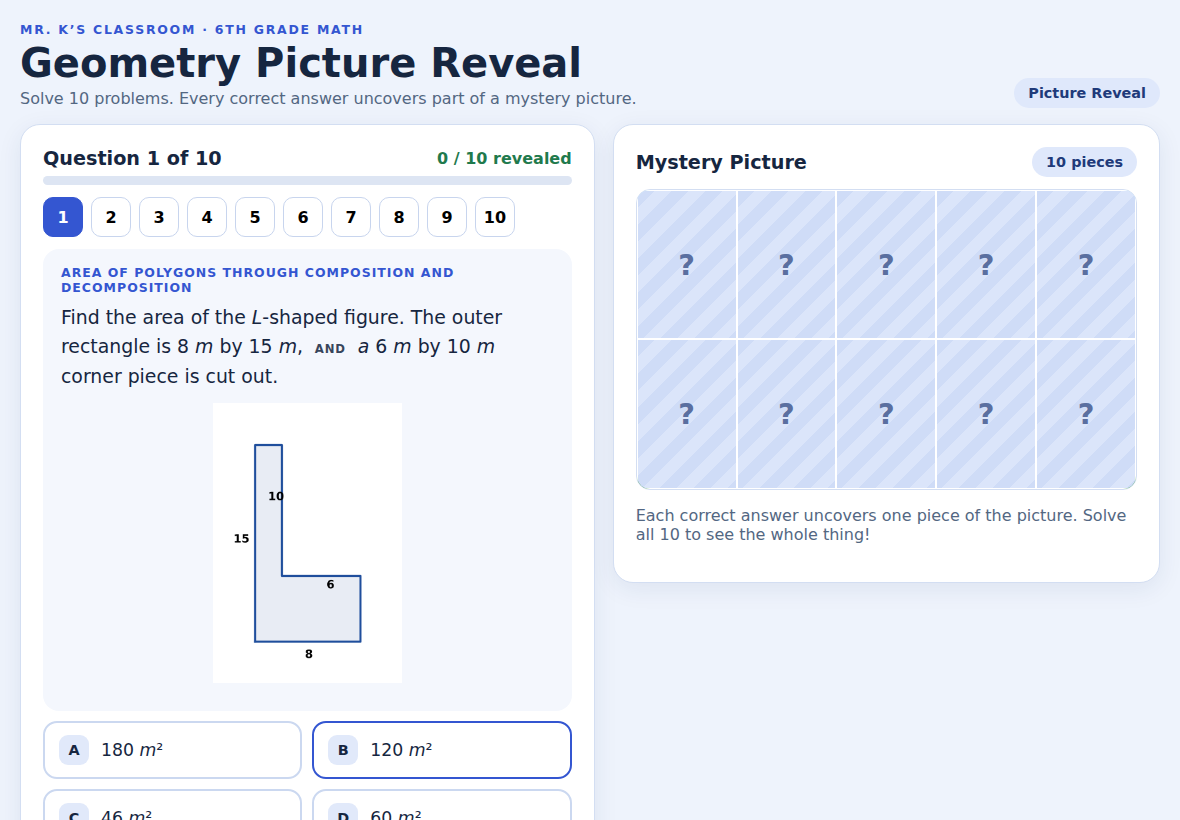 MR. K’S CLASSROOM · 6TH GRADE MATH
Geometry Picture Reveal
Solve 10 problems. Every correct answer uncovers part of a mystery picture.
Picture Reveal
Question 1 of 10
0 / 10 revealed
1 2 3 4 5 6 7 8 9 10
AREA OF POLYGONS THROUGH COMPOSITION AND
DECOMPOSITION
Find the area of the L-shaped figure. The outer
rectangle is 8 m by 15 m, AND a 6 m by 10 m
corner piece is cut out.
10
15
6
8
A 180 m²
B 120 m²
C 46 m²
D 60 m²
Mystery Picture
10 pieces
? ? ? ? ?
? ? ? ? ?
Each correct answer uncovers one piece of the picture. Solve
all 10 to see the whole thing!